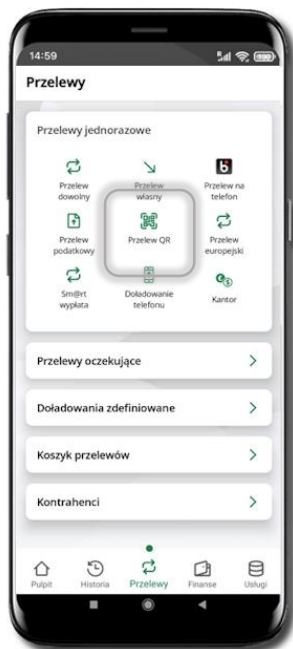 14:59
Przelewy
Przelewy jednorazowe
Przelew
dowolny
Przelew
własny
Przelew na
telefon
Przelew
podatkowy
Przelew QR
Przelew
europejski
Sm@rt
wypłata
Doładowanie
telefonu
Kantor
Przelewy oczekujące
Doładowania zdefiniowane
Koszyk przelewów
Kontrahenci
Pulpit
Historia
Przelewy
Finanse
Usługi